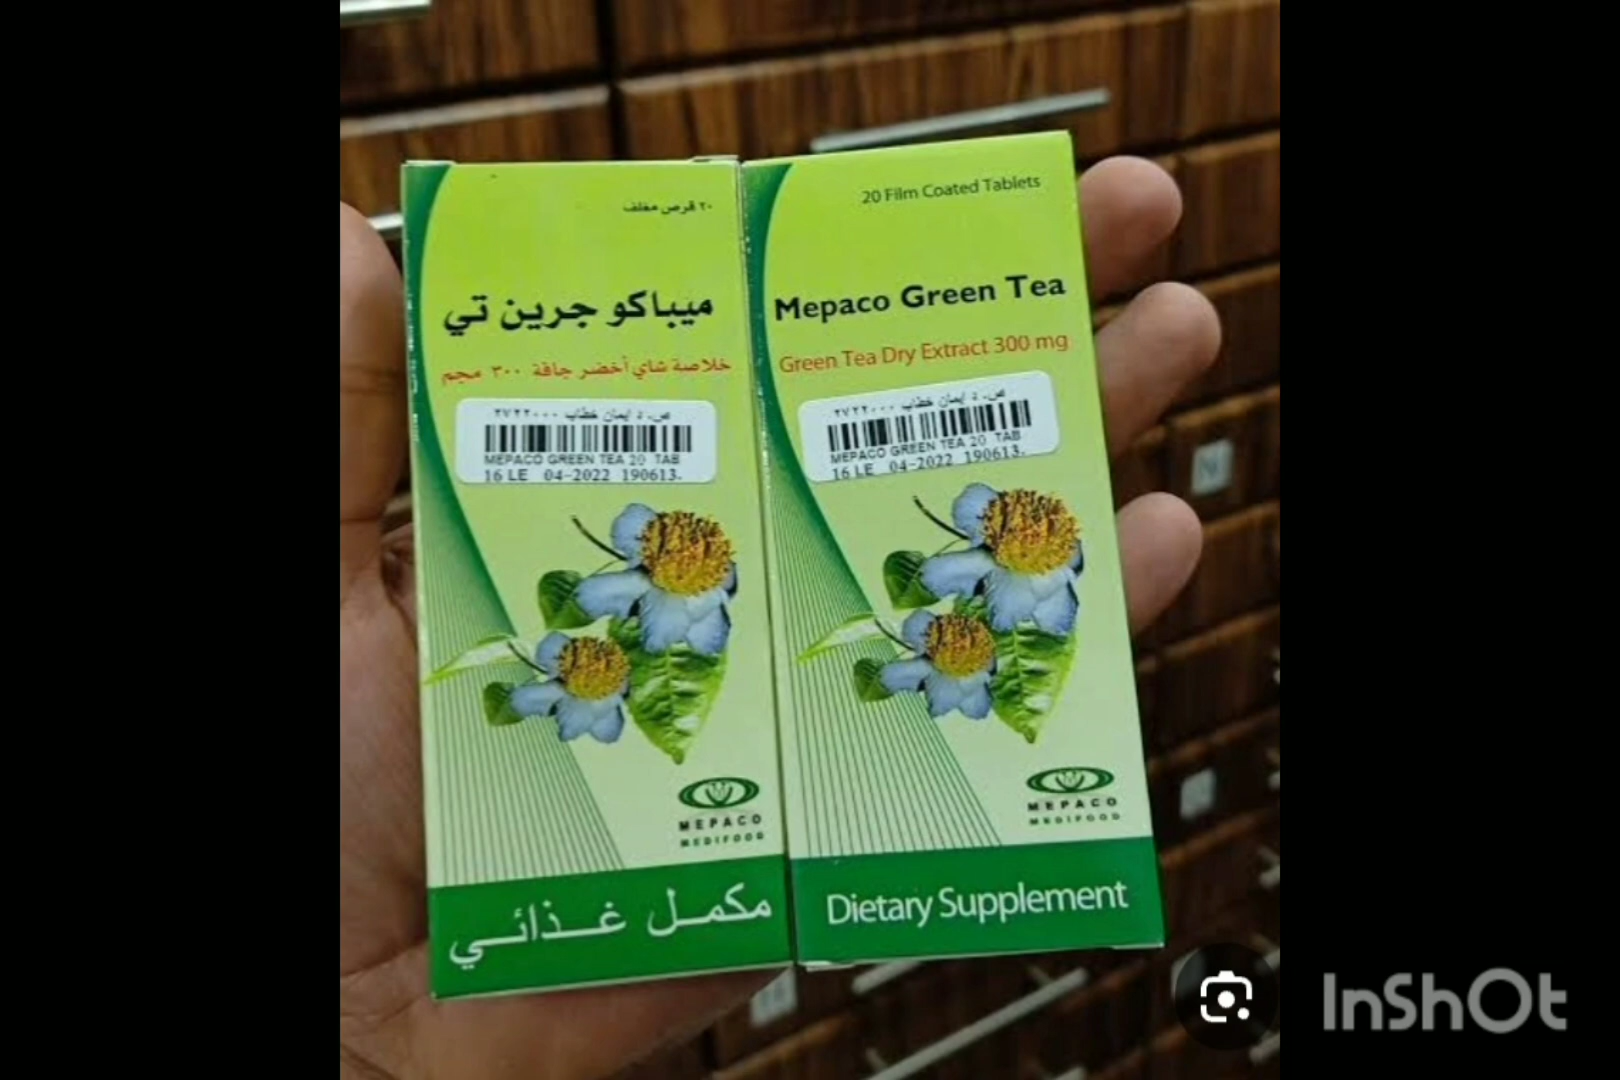 ٢٠ قرص مغلف
ميباكو جرين تي
خلاصة شاي أخضر جافة ٣٠٠ مجم
ص. د إيمان خطاب ٢٧٢٢٠٠٠
MEPACO GREEN TEA 20 TAB
16 LE 04-2022 190613.
MEPACO
MEDIFOOD
مكمل غذائي
20 Film Coated Tablets
Mepaco Green Tea
Green Tea Dry Extract 300 mg
ص. د إيمان خطاب ٢٧٢٢٠٠٠
MEPACO GREEN TEA 20 TAB
16 LE 04-2022 190613.
MEPACO
MEDIFOOD
Dietary Supplement
InShOt